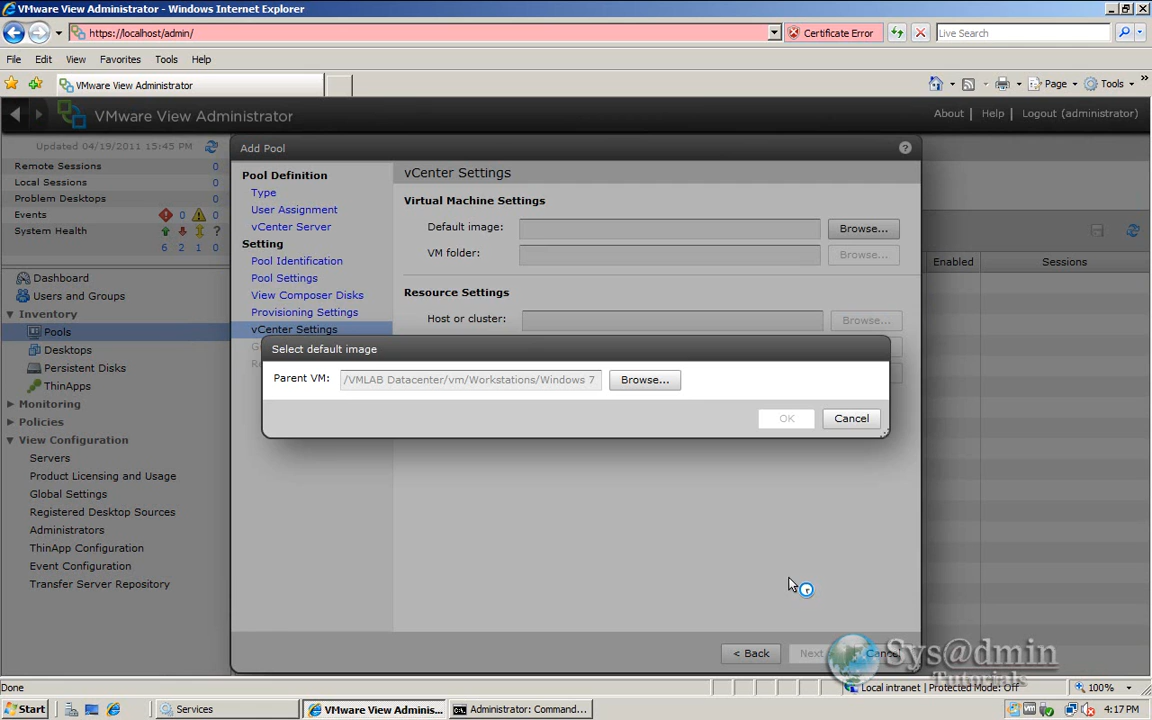 VMware View Administrator - Windows Internet Explorer
https://localhost/admin/
Certificate Error
Live Search
File Edit View Favorites Tools Help
VMware View Administrator
Page Tools
VMware View Administrator
About Help Logout (administrator)
Updated 04/19/2011 15:45 PM
Remote Sessions 0
Local Sessions 0
Problem Desktops 0
Events 0 0
System Health ?
6 2 1 0
Dashboard
Users and Groups
Inventory
Pools
Desktops
Persistent Disks
ThinApps
Monitoring
Policies
View Configuration
Servers
Product Licensing and Usage
Global Settings
Registered Desktop Sources
Administrators
ThinApp Configuration
Event Configuration
Transfer Server Repository
Add Pool ?
Pool Definition
Type
User Assignment
vCenter Server
Setting
Pool Identification
Pool Settings
View Composer Disks
Provisioning Settings
vCenter Settings
vCenter Settings
Virtual Machine Settings
Default image: Browse...
VM folder: Browse...
Resource Settings
Host or cluster: Browse...
Select default image
Parent VM: /VMLAB Datacenter/vm/Workstations/Windows 7 Browse...
OK Cancel
< Back Next Cancel
Enabled Sessions
Sys@dmin
Tutorials
Done
Local intranet | Protected Mode: Off
100%
Start
Services
VMware View Adminis...
Administrator: Command...
4:17 PM